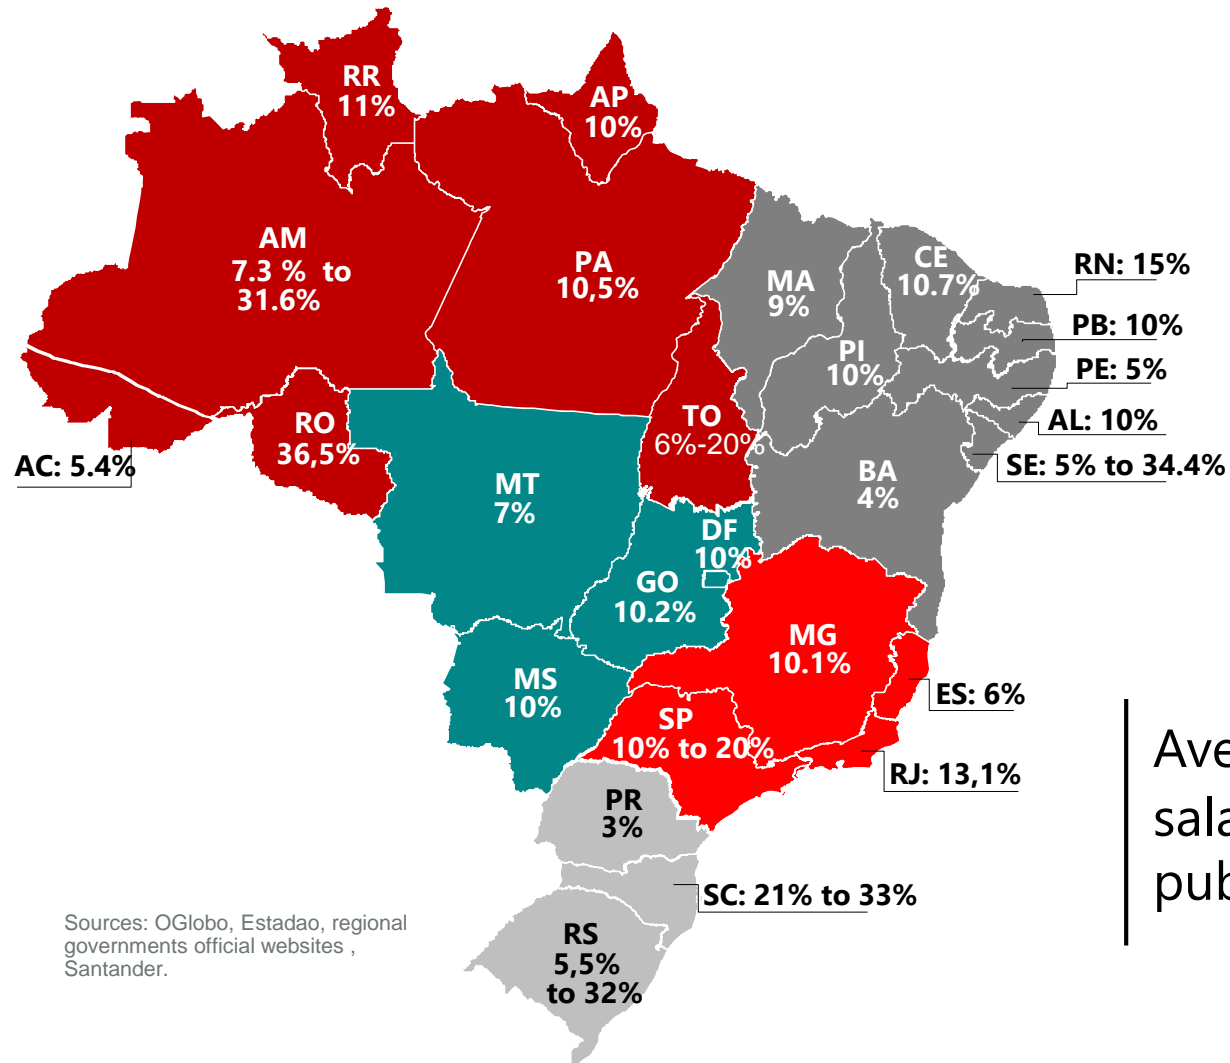 RR
11%
AP
10%
AM
7.3 % to
31.6%
PA
10,5%
MA
9%
CE
10.7%
RN: 15%
PB: 10%
PI
10%
PE: 5%
AL: 10%
SE: 5% to 34.4%
RO
36,5%
AC: 5.4%
TO
6%-20%
MT
7%
BA
4%
DF
10%
GO
10.2%
MG
10.1%
MS
10%
ES: 6%
SP
10% to 20%
RJ: 13,1%
PR
3%
SC: 21% to 33%
RS
5,5%
to 32%
Sources: OGlobo, Estadao, regional
governments official websites ,
Santander.